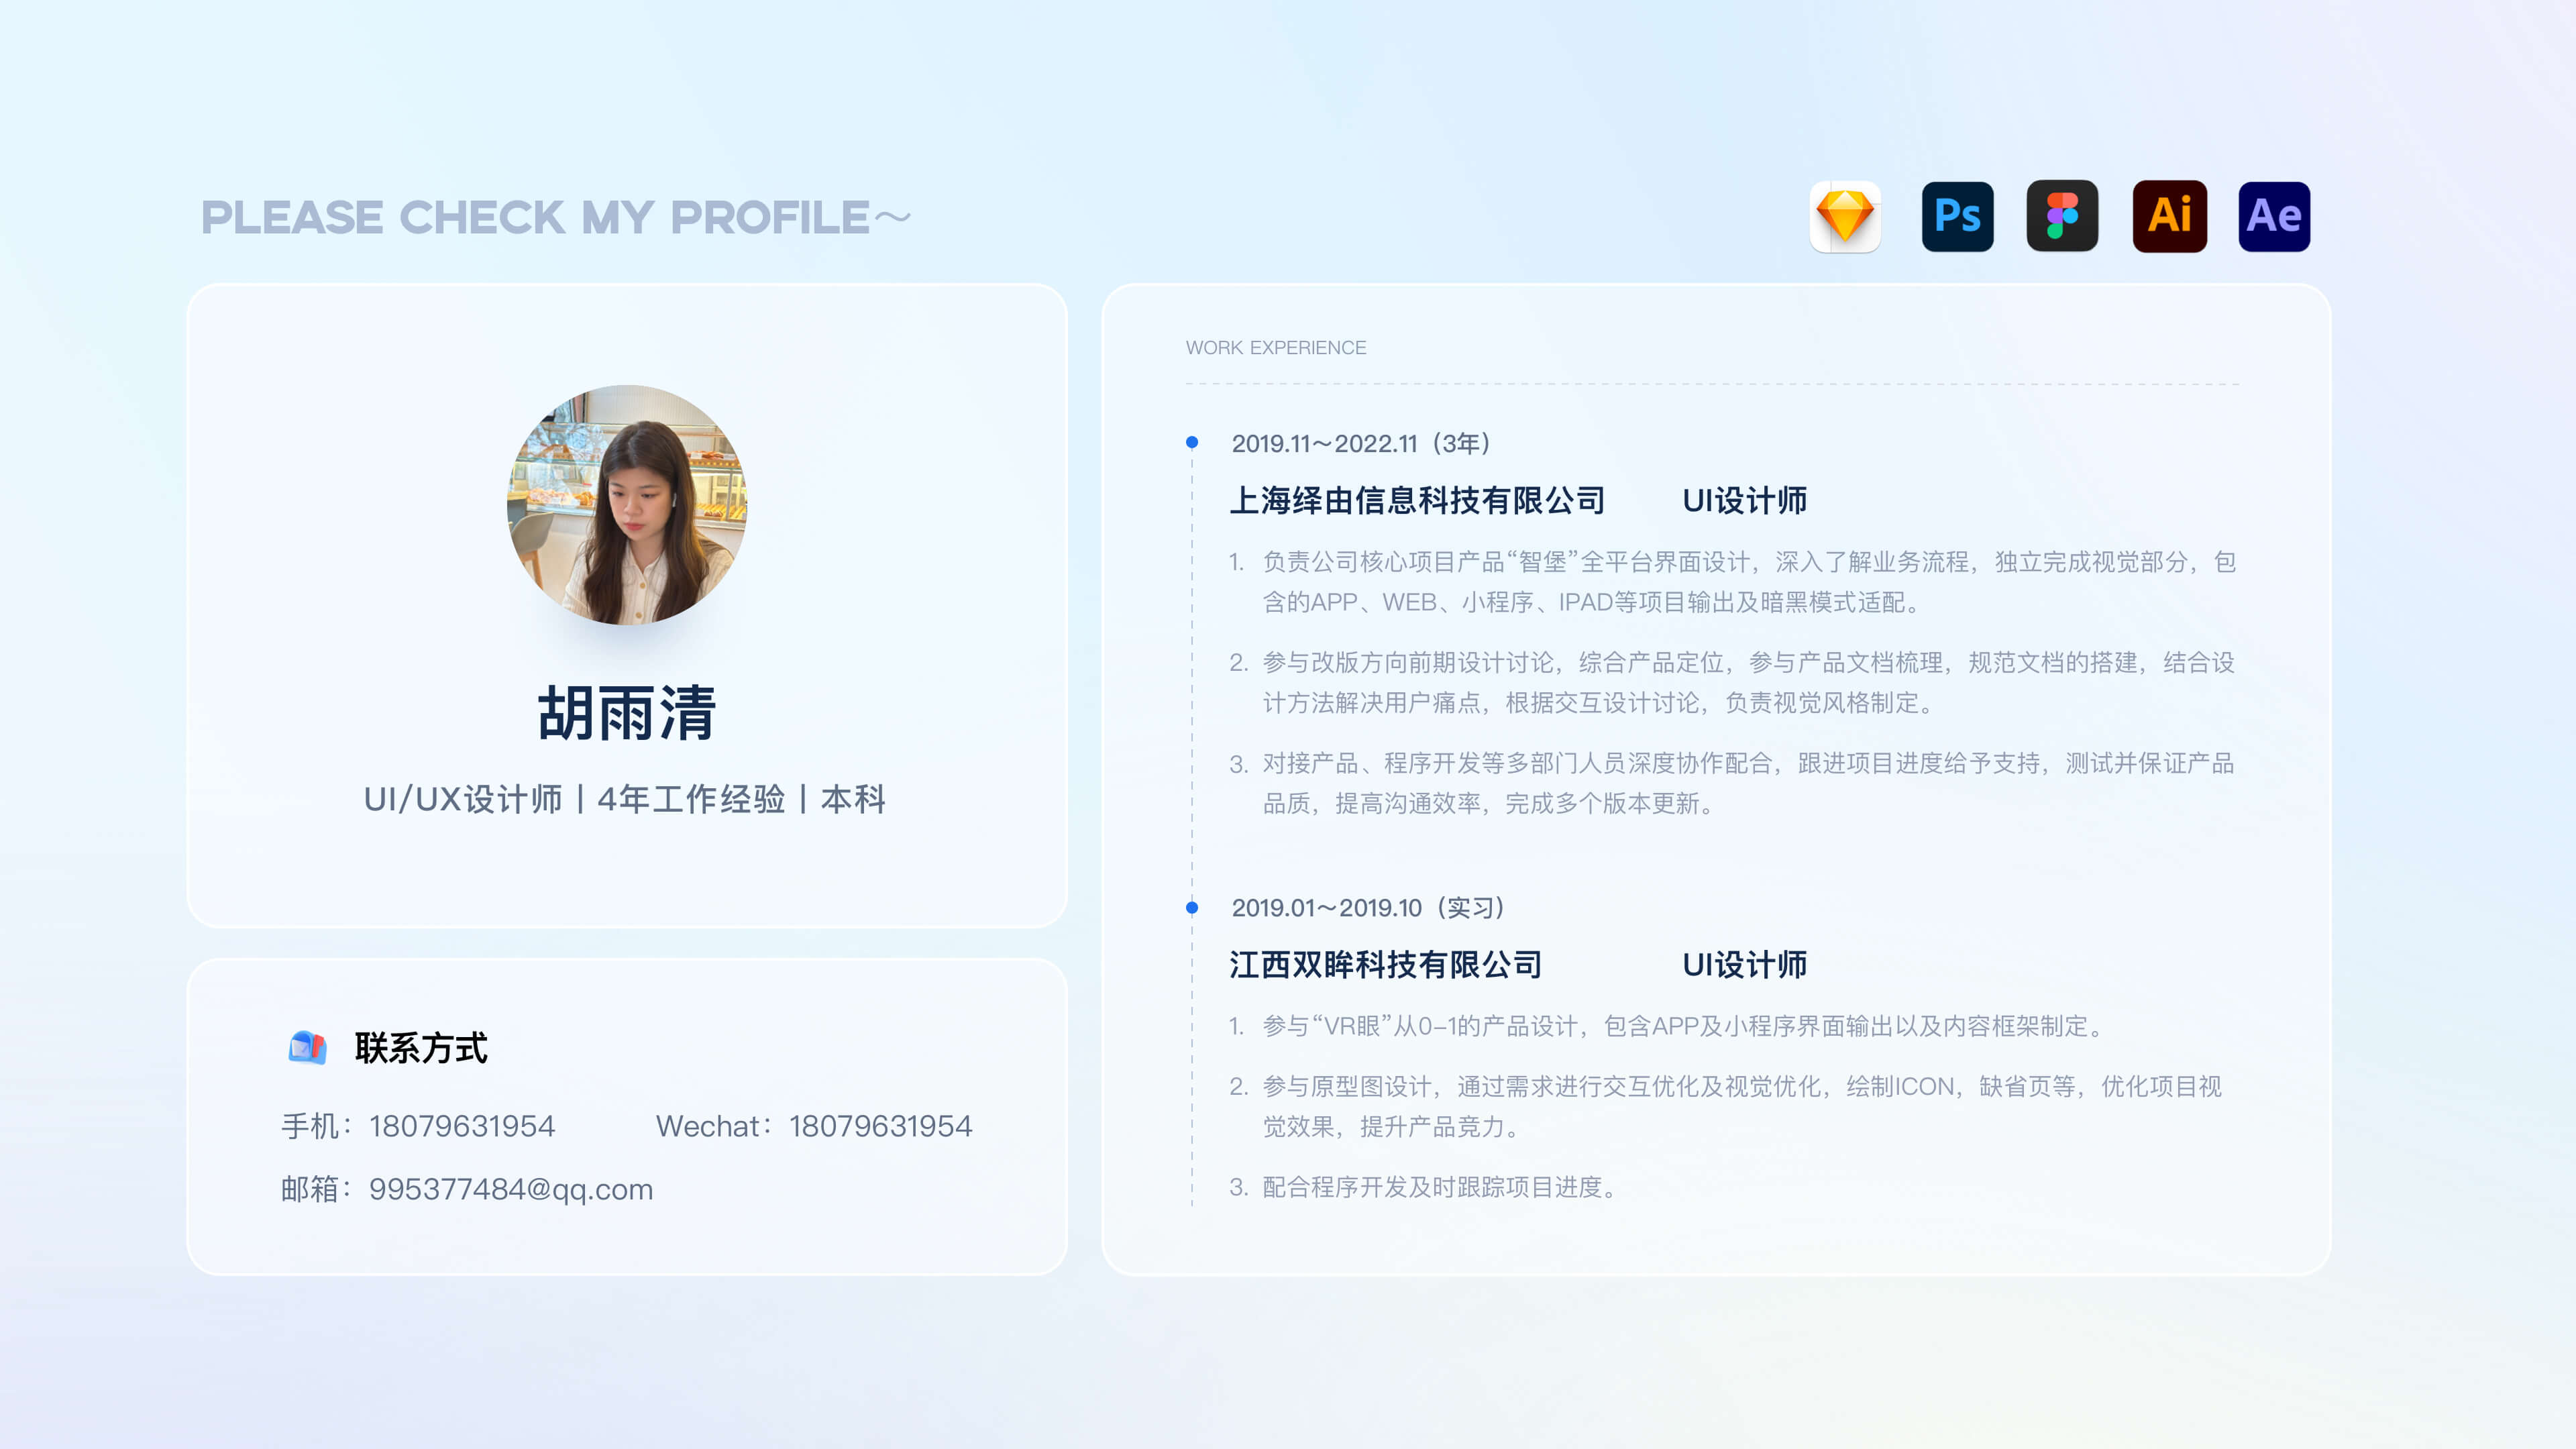 PLEASE CHECK MY PROFILE～
Ps
Ai
Ae
胡雨清
UI/UX设计师丨4年工作经验丨本科
联系方式
手机：18079631954
Wechat：18079631954
邮箱：995377484@qq.com
WORK EXPERIENCE
2019.11～2022.11（3年）
上海绎由信息科技有限公司 UI设计师
1. 负责公司核心项目产品“智堡”全平台界面设计，深入了解业务流程，独立完成视觉部分，包
含的APP、WEB、小程序、IPAD等项目输出及暗黑模式适配。
2. 参与改版方向前期设计讨论，综合产品定位，参与产品文档梳理，规范文档的搭建，结合设
计方法解决用户痛点，根据交互设计讨论，负责视觉风格制定。
3. 对接产品、程序开发等多部门人员深度协作配合，跟进项目进度给予支持，测试并保证产品
品质，提高沟通效率，完成多个版本更新。
2019.01～2019.10（实习）
江西双眸科技有限公司 UI设计师
1. 参与“VR眼”从0-1的产品设计，包含APP及小程序界面输出以及内容框架制定。
2. 参与原型图设计，通过需求进行交互优化及视觉优化，绘制ICON，缺省页等，优化项目视
觉效果，提升产品竞力。
3. 配合程序开发及时跟踪项目进度。